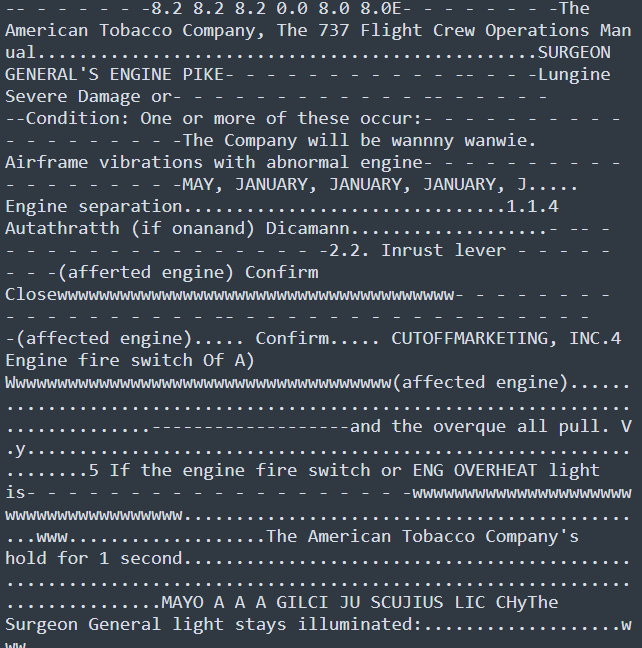 -- - - - - - -8.2 8.2 8.2 0.0 8.0 8.0E- - - - - - - -The
American Tobacco Company, The 737 Flight Crew Operations Man
ual................................................SURGEON
GENERAL'S ENGINE PIKE- - - - - - - - - - - - - - -Lungine
Severe Damage or- - - - - - - - - - - - - - - - - - -
--Condition: One or more of these occur:- - - - - - - - - -
- - - - - - - - -The Company will be wannny wanwie.
Airframe vibrations with abnormal engine- - - - - - - - - -
- - - - - - - - -MAY, JANUARY, JANUARY, JANUARY, J.....
Engine separation...............................1.1.4
Autathratth (if onanand) Dicamann...................- -- -
- - - - - - - - - - - - - - - -2.2. Inrust lever - - - - -
- - -(afferted engine) Confirm
Closewwwwwwwwwwwwwwwwwwwwwwwwwwwwwwwwwwwwww- - - - - - - -
- - - - - - - - - - -- - - - - - - - - - - - - - - - - -
-(affected engine)..... Confirm..... CUTOFFMARKETING, INC.4
Engine fire switch Of A)
Wwwwwwwwwwwwwwwwwwwwwwwwwwwwwwwwwwwww(affected engine)......
............................................................
..............-------------------and the overque all pull. V
.y..........................................................
........5 If the engine fire switch or ENG OVERHEAT light
is- - - - - - - - - - - - - - - - - - -wwwwwwwwwwwwwwwwwwwww
wwwwwwwwwwwwwwwww...........................................
...www...................The American Tobacco Company's
hold for 1 second...........................................
............................................................
...............MAYO A A A GILCI JU SCUJIUS LIC CHyThe
Surgeon General light stays illuminated:...................w
ww